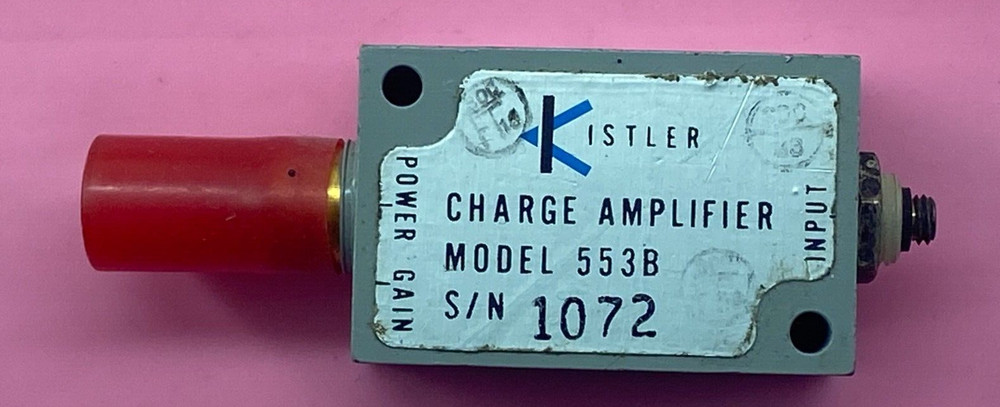 KISTLER
CHARGE AMPLIFIER
MODEL 553B
S/N 1072
POWER GAIN
INPUT